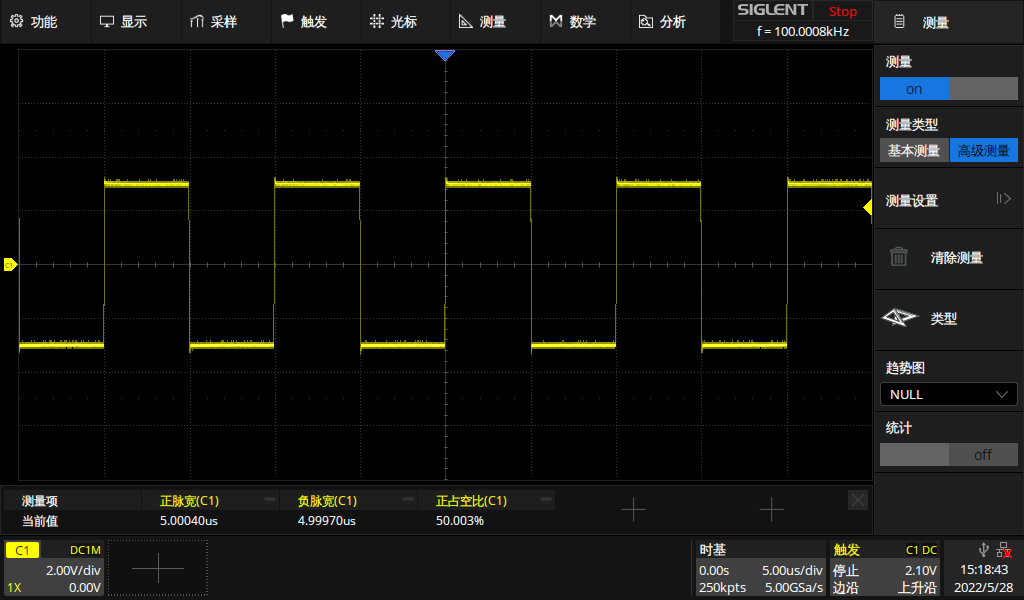 功能 显示 采样 触发 光标 测量 数学 分析 SIGLENT Stop 测量
f = 100.0008kHz
测量
on
测量类型
基本测量 高级测量
测量设置
清除测量
类型
趋势图
NULL
统计
off
C1
测量项 正脉宽(C1) 负脉宽(C1) 正占空比(C1)
当前值 5.00040us 4.99970us 50.003%
C1 DC1M
2.00V/div
1X 0.00V
时基
0.00s 5.00us/div
250kpts 5.00GSa/s
触发 C1 DC
停止 2.10V
边沿 上升沿
15:18:43
2022/5/28